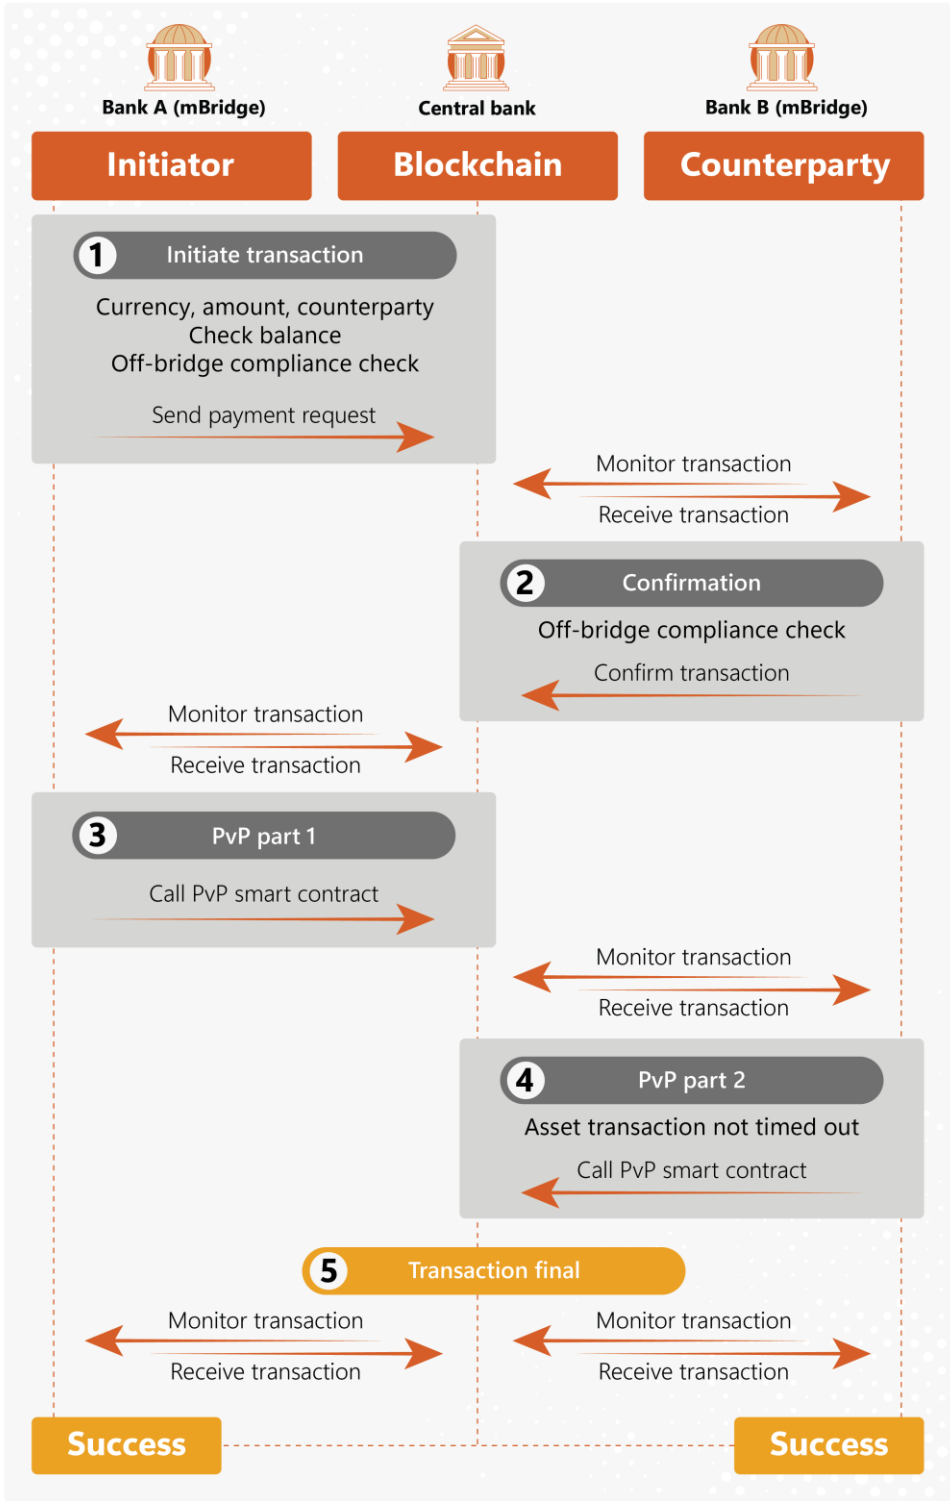 Bank A (mBridge)
Central bank
Bank B (mBridge)
Initiator
Blockchain
Counterparty
1
Initiate transaction
Currency, amount, counterparty
Check balance
Off-bridge compliance check
Send payment request
Monitor transaction
Receive transaction
2
Confirmation
Off-bridge compliance check
Confirm transaction
Monitor transaction
Receive transaction
3
PvP part 1
Call PvP smart contract
Monitor transaction
Receive transaction
4
PvP part 2
Asset transaction not timed out
Call PvP smart contract
5
Transaction final
Monitor transaction
Receive transaction
Monitor transaction
Receive transaction
Success
Success